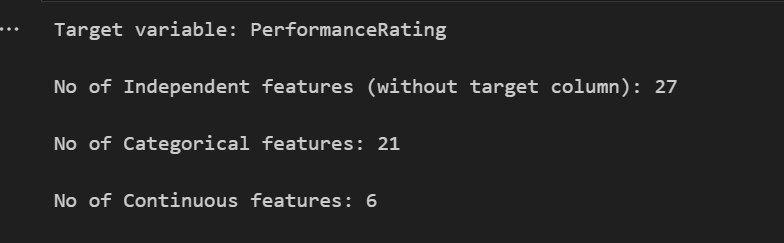 Target variable: PerformanceRating
No of Independent features (without target column): 27
No of Categorical features: 21
No of Continuous features: 6